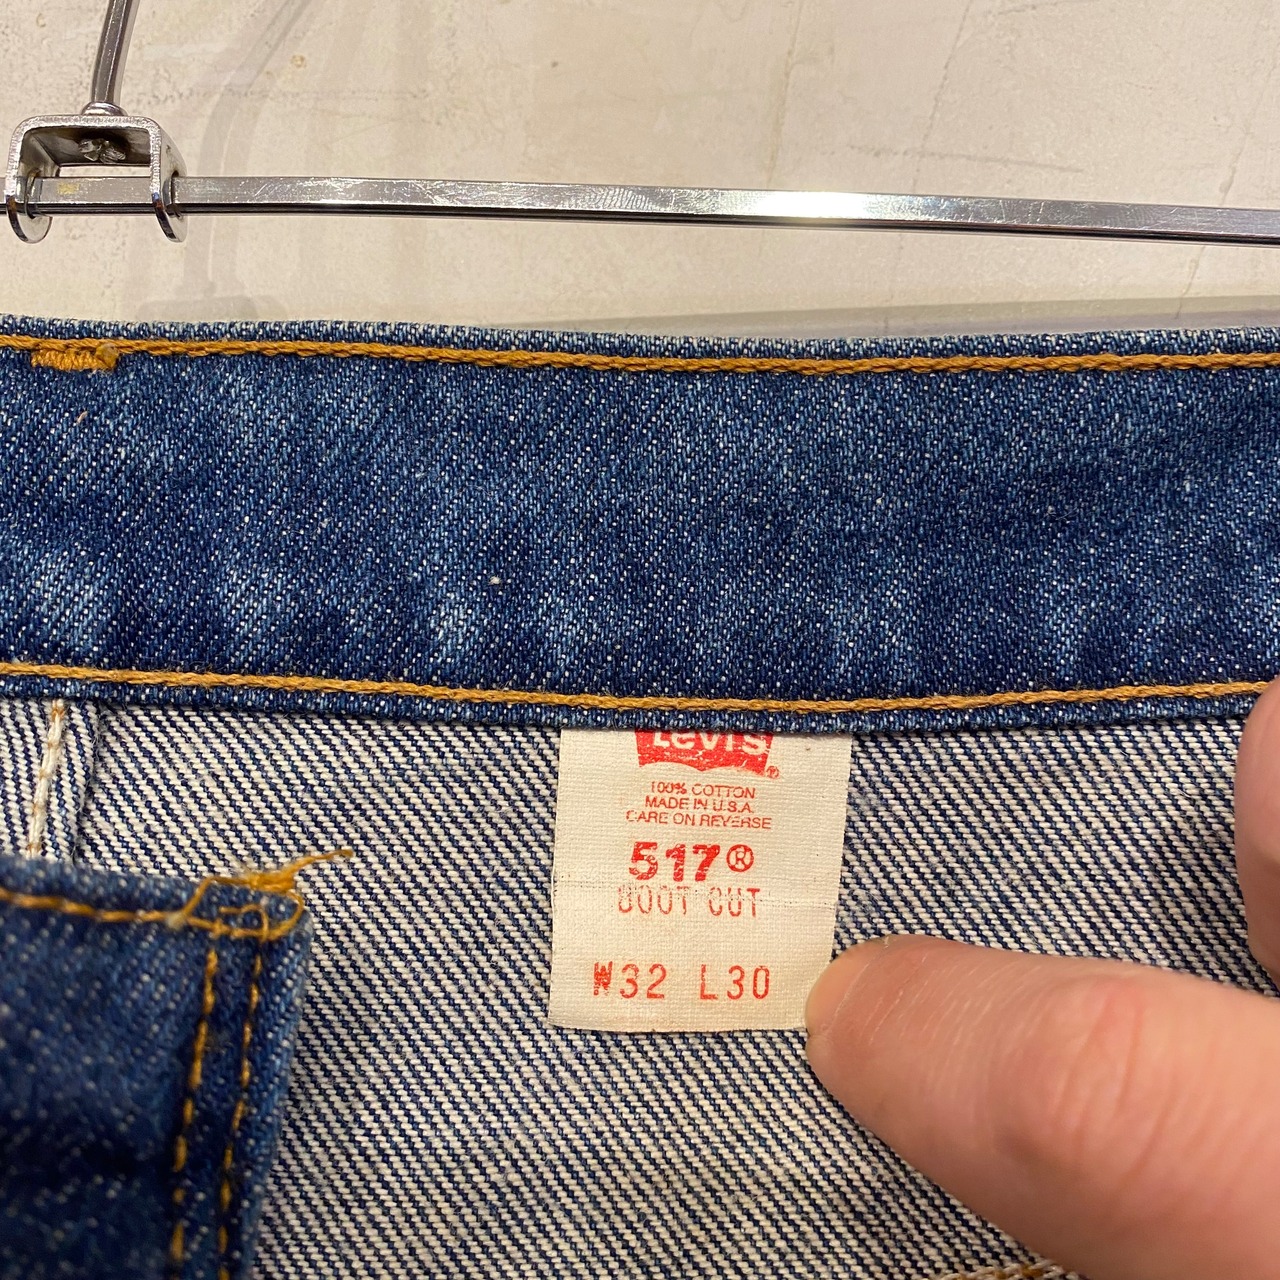 Levi's
®
100% COTTON
MADE IN U.S.A.
CARE ON REVERSE
517®
BOOT CUT
W32 L30